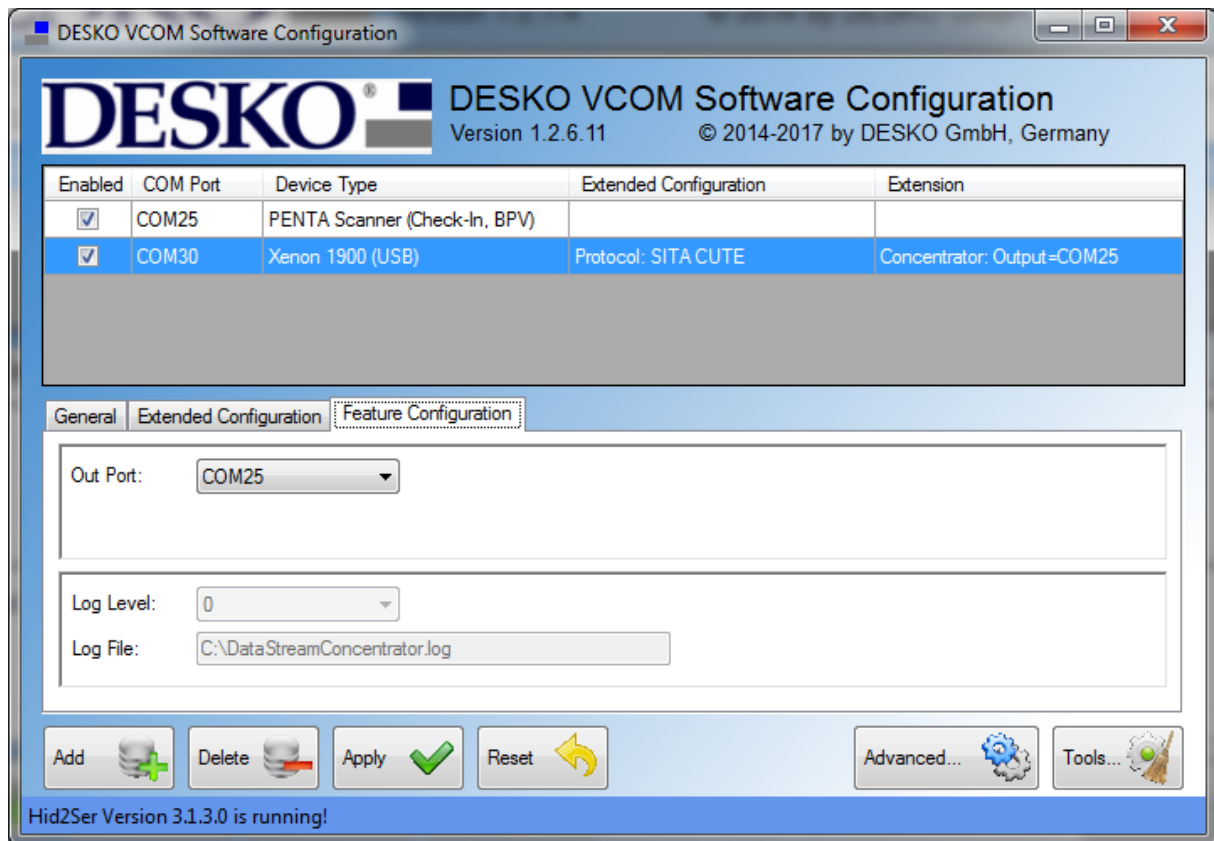 DESKO VCOM Software Configuration
DESKO®
DESKO VCOM Software Configuration
Version 1.2.6.11 © 2014-2017 by DESKO GmbH, Germany
Enabled COM Port Device Type Extended Configuration Extension
COM25 PENTA Scanner (Check-In, BPV)
COM30 Xenon 1900 (USB) Protocol: SITA CUTE Concentrator: Output=COM25
General Extended Configuration Feature Configuration
Out Port: COM25
Log Level: 0
Log File: C:\DataStreamConcentrator.log
Add Delete Apply Reset Advanced... Tools...
Hid2Ser Version 3.1.3.0 is running!